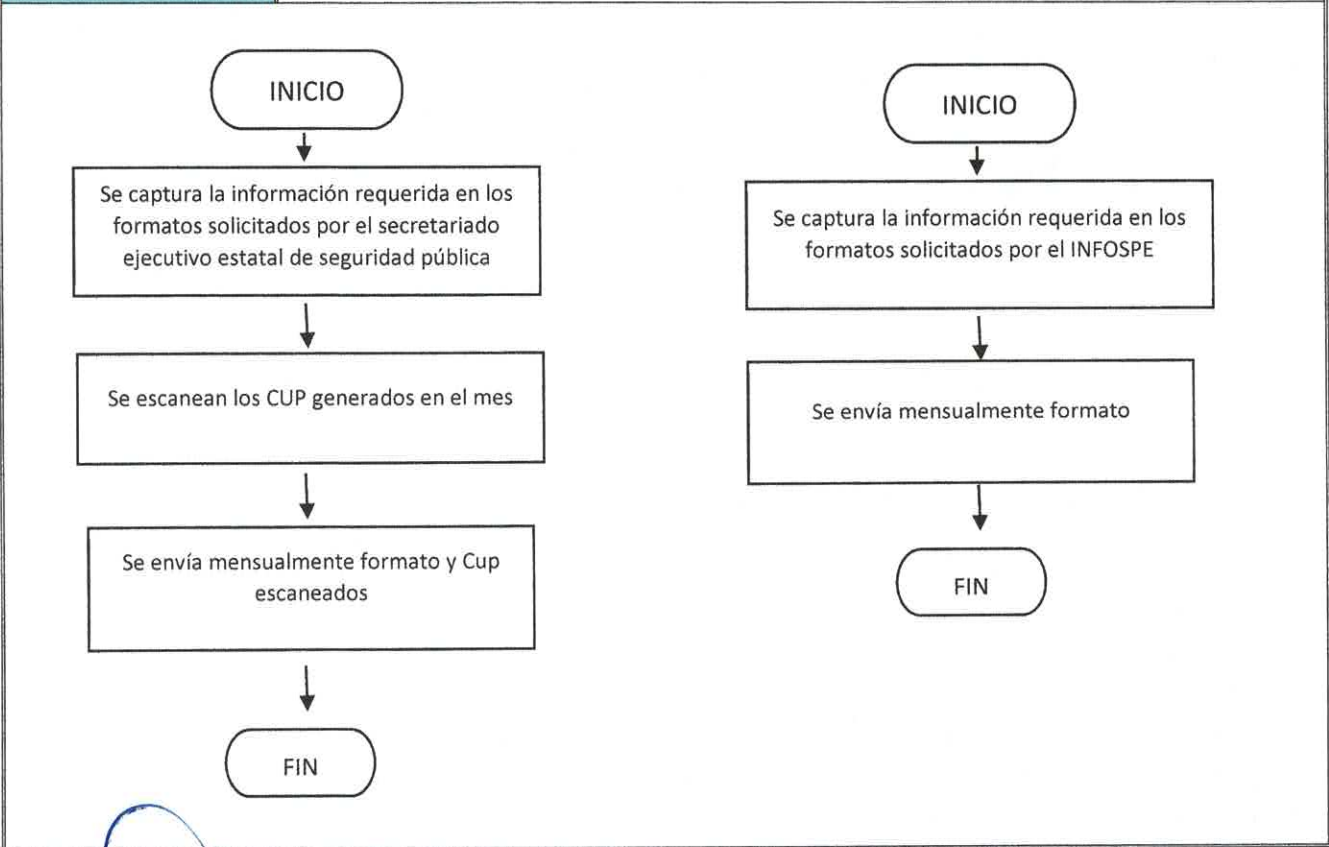 INICIO
Se captura la información requerida en los
formatos solicitados por el secretariado
ejecutivo estatal de seguridad pública
Se escanean los CUP generados en el mes
Se envía mensualmente formato y Cup
escaneados
FIN
INICIO
Se captura la información requerida en los
formatos solicitados por el INFOSPE
Se envía mensualmente formato
FIN